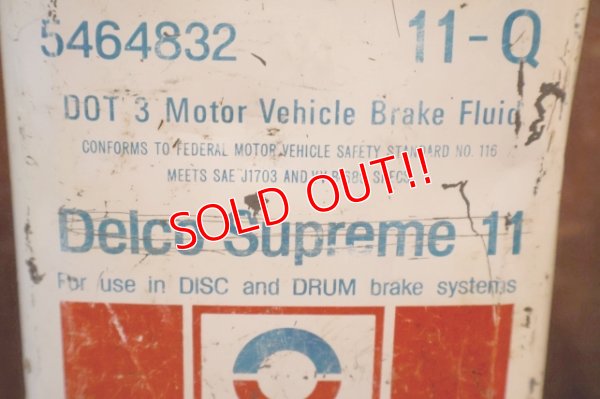 5464832 11-Q
DOT 3 Motor Vehicle Brake Fluid
CONFORMS TO FEDERAL MOTOR VEHICLE SAFETY STANDARD NO. 116
MEETS SAE J1703 AND SPECS
SOLD OUT!!
Delco Supreme 11
For use in DISC and DRUM brake systems